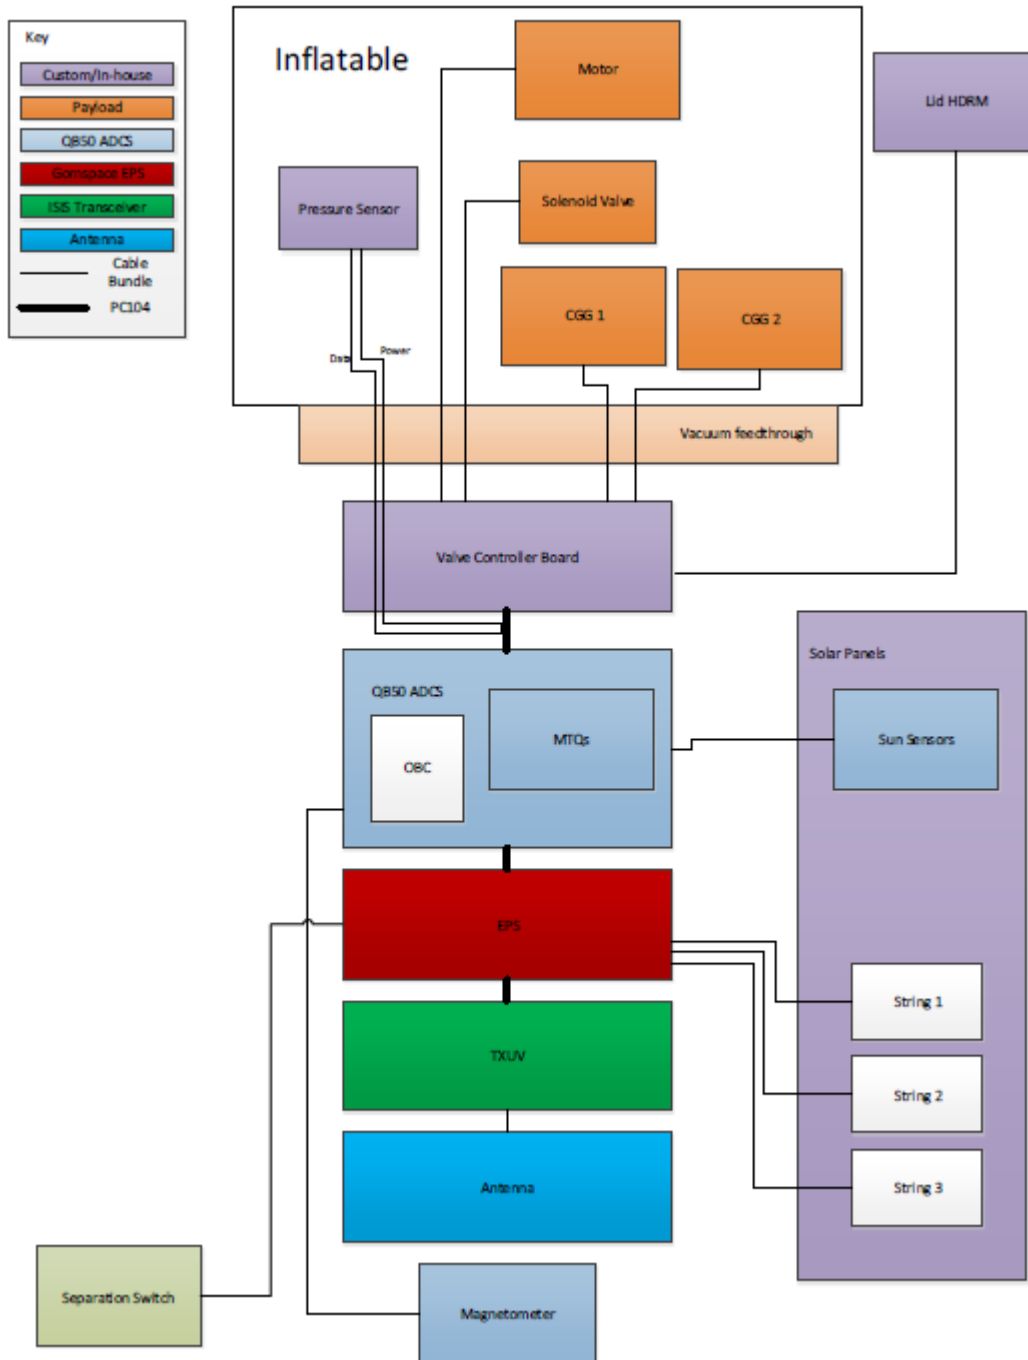 Key
Custom/In-house
Payload
QB50 ADCS
Gomspace EPS
ISIS Transceiver
Antenna
Cable
Bundle
PC104
Inflatable
Motor
Lid HDRM
Pressure Sensor
Solenoid Valve
CGG 1
CGG 2
Data
Power
Vacuum feedthrough
Valve Controller Board
Solar Panels
QB50 ADCS
OBC
MTQs
Sun Sensors
EPS
String 1
TXUV
String 2
Antenna
String 3
Separation Switch
Magnetometer